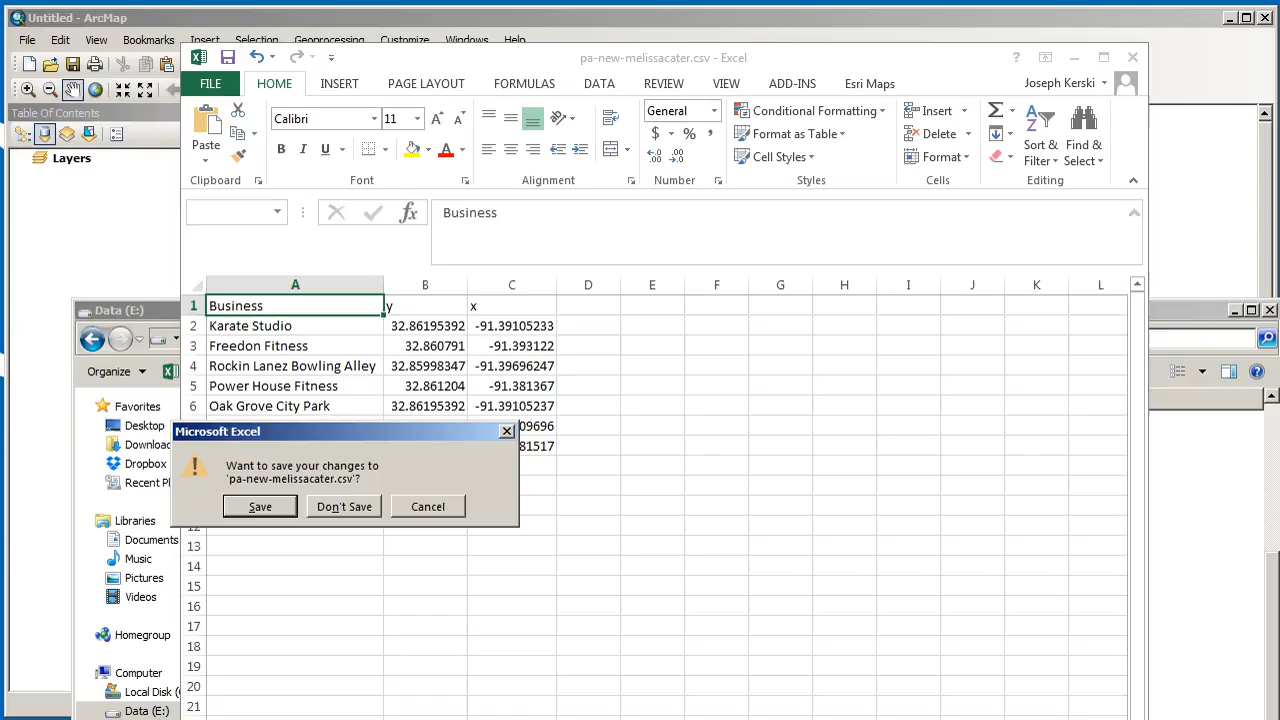 Untitled - ArcMap
File Edit View Bookmarks Insert Selection Geoprocessing Customize Windows Help
Table Of Contents
Layers
pa-new-melissacater.csv - Excel
FILE HOME INSERT PAGE LAYOUT FORMULAS DATA REVIEW VIEW ADD-INS Esri Maps Joseph Kerski
Paste
Calibri 11
B I U
General
$ % ,
Conditional Formatting
Format as Table
Cell Styles
Insert
Delete
Format
Sort &
Filter
Find &
Select
Clipboard Font Alignment Number Styles Cells Editing
fx Business
A B C D E F G H I J K L
1 Business y x
2 Karate Studio 32.86195392 -91.39105233
3 Freedon Fitness 32.860791 -91.393122
4 Rockin Lanez Bowling Alley 32.85998347 -91.39696247
5 Power House Fitness 32.861204 -91.381367
6 Oak Grove City Park 32.86195392 -91.39105237
09696
81517
13
14
15
16
17
18
19
20
21
Data (E:)
Organize
Favorites
Desktop
Dropbox
Recent Pl
Libraries
Documents
Music
Pictures
Videos
Homegroup
Computer
Local Disk (
Data (E:)
Microsoft Excel
Want to save your changes to
'pa-new-melissacater.csv'?
Save Don't Save Cancel